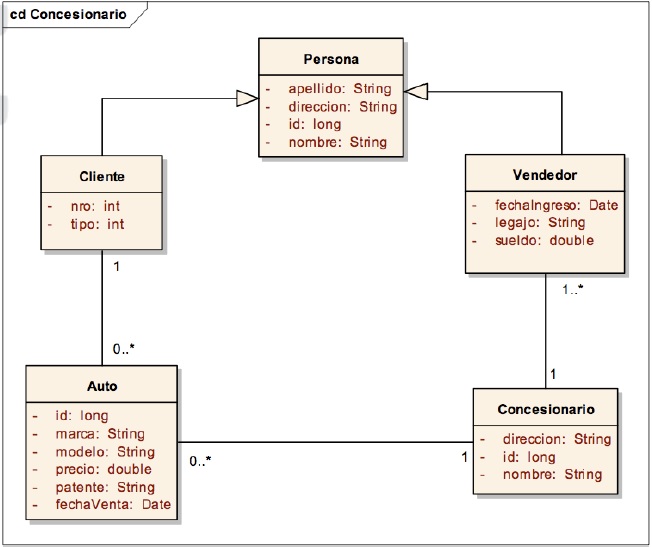 cd Concesionario
Persona
- apellido: String
- direccion: String
- id: long
- nombre: String
Cliente
- nro: int
- tipo: int
Vendedor
- fechaIngreso: Date
- legajo: String
- sueldo: double
1
1..*
0..*
1
Auto
- id: long
- marca: String
- modelo: String
- precio: double
- patente: String
- fechaVenta: Date
Concesionario
- direccion: String
- id: long
- nombre: String
0..*
1